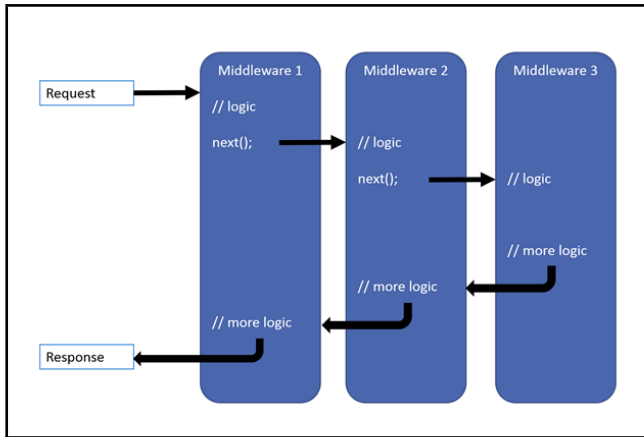 Middleware 1
Middleware 2
Middleware 3
Request
// logic
next();
// logic
next();
// logic
// more logic
// more logic
// more logic
Response